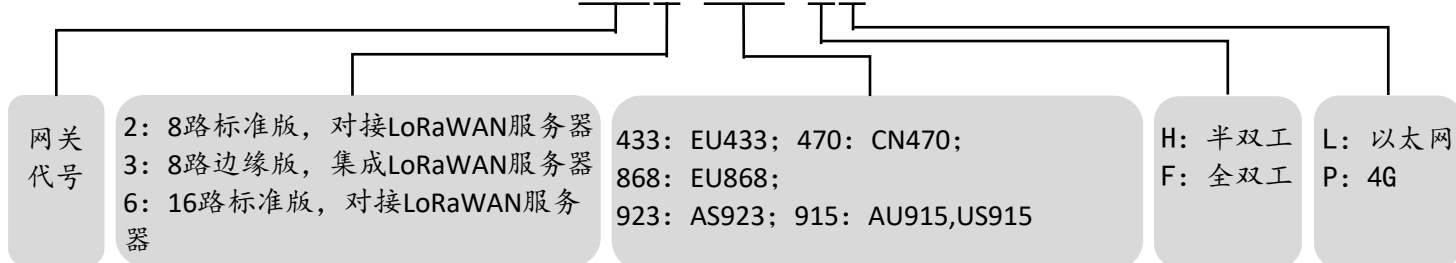 网关
代号
2：8路标准版，对接LoRaWAN服务器
3：8路边缘版，集成LoRaWAN服务器
6：16路标准版，对接LoRaWAN服务
器
433：EU433；470：CN470；
868：EU868；
923：AS923；915：AU915,US915
H：半双工
F：全双工
L：以太网
P：4G